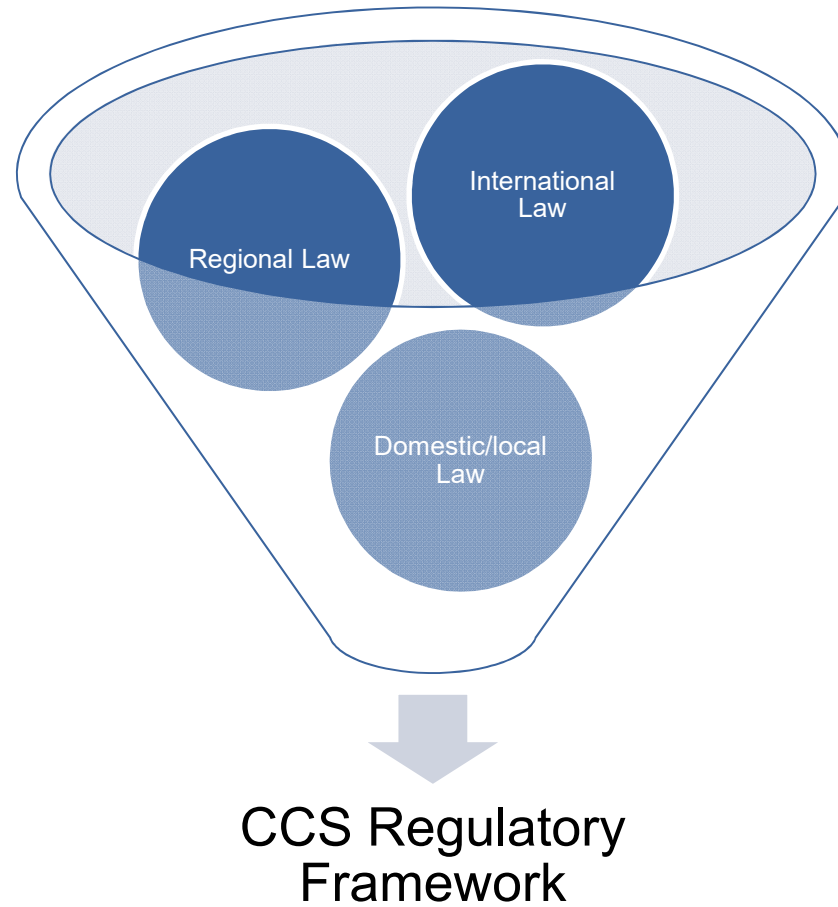 International
Law
Regional Law
Domestic/local
Law
CCS Regulatory
Framework